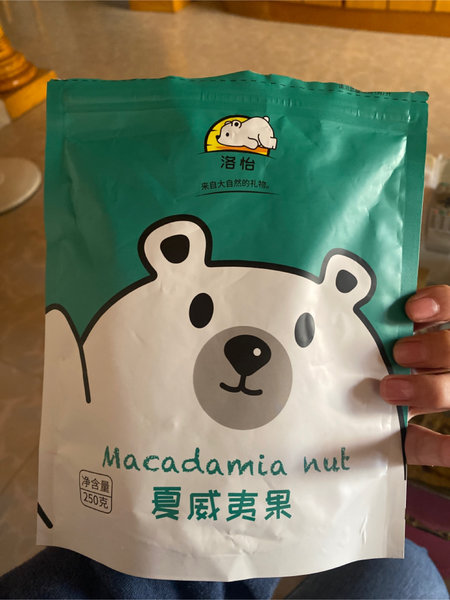 洛怡
来自大自然的礼物。
Macadamia nut
净含量
250克
夏威夷果